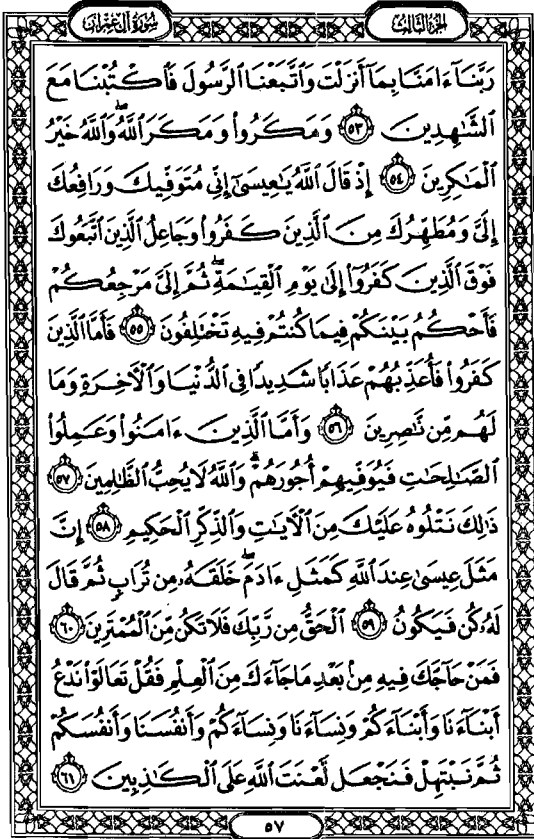 سورة آل عمران
الجزء الثالث
رَبَّنَآ ءَامَنَّا بِمَآ أَنزَلْتَ وَٱتَّبَعْنَا ٱلرَّسُولَ فَٱكْتُبْنَا مَعَ
ٱلشَّٰهِدِينَ ٥٣ وَمَكَرُوا۟ وَمَكَرَ ٱللَّهُ ۖ وَٱللَّهُ خَيْرُ
ٱلْمَٰكِرِينَ ٥٤ إِذْ قَالَ ٱللَّهُ يَٰعِيسَىٰٓ إِنِّى مُتَوَفِّيكَ وَرَافِعُكَ
إِلَىَّ وَمُطَهِّرُكَ مِنَ ٱلَّذِينَ كَفَرُوا۟ وَجَاعِلُ ٱلَّذِينَ ٱتَّبَعُوكَ
فَوْقَ ٱلَّذِينَ كَفَرُوٓا۟ إِلَىٰ يَوْمِ ٱلْقِيَٰمَةِ ۖ ثُمَّ إِلَىَّ مَرْجِعُكُمْ
فَأَحْكُمُ بَيْنَكُمْ فِيمَا كُنتُمْ فِيهِ تَخْتَلِفُونَ ٥٥ فَأَمَّا ٱلَّذِينَ
كَفَرُوا۟ فَأُعَذِّبُهُمْ عَذَابًا شَدِيدًا فِى ٱلدُّنْيَا وَٱلْءَاخِرَةِ وَمَا
لَهُم مِّن نَّٰصِرِينَ ٥٦ وَأَمَّا ٱلَّذِينَ ءَامَنُوا۟ وَعَمِلُوا۟
ٱلصَّٰلِحَٰتِ فَيُوَفِّيهِمْ أُجُورَهُمْ ۗ وَٱللَّهُ لَا يُحِبُّ ٱلظَّٰلِمِينَ ٥٧
ذَٰلِكَ نَتْلُوهُ عَلَيْكَ مِنَ ٱلْءَايَٰتِ وَٱلذِّكْرِ ٱلْحَكِيمِ ٥٨ إِنَّ
مَثَلَ عِيسَىٰ عِندَ ٱللَّهِ كَمَثَلِ ءَادَمَ ۖ خَلَقَهُۥ مِن تُرَابٍ ثُمَّ قَالَ
لَهُۥ كُن فَيَكُونُ ٥٩ ٱلْحَقُّ مِن رَّبِّكَ فَلَا تَكُن مِّنَ ٱلْمُمْتَرِينَ ٦٠
فَمَنْ حَآجَّكَ فِيهِ مِنۢ بَعْدِ مَا جَآءَكَ مِنَ ٱلْعِلْمِ فَقُلْ تَعَالَوْا۟ نَدْعُ
أَبْنَآءَنَا وَأَبْنَآءَكُمْ وَنِسَآءَنَا وَنِسَآءَكُمْ وَأَنفُسَنَا وَأَنفُسَكُمْ
ثُمَّ نَبْتَهِلْ فَنَجْعَل لَّعْنَتَ ٱللَّهِ عَلَى ٱلْكَٰذِبِينَ ٦١
٥٧